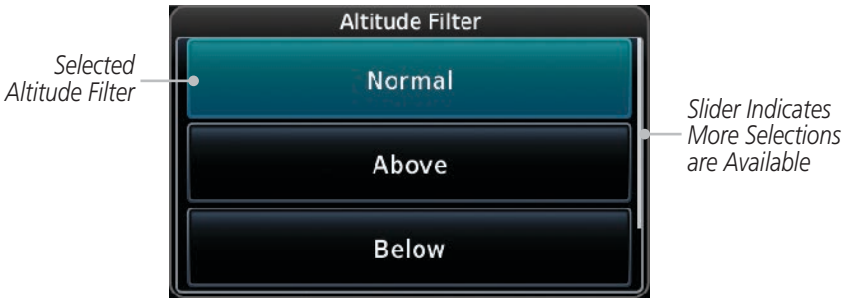 Altitude Filter
Selected
Altitude Filter
Normal
Above
Below
Slider Indicates
More Selections
are Available